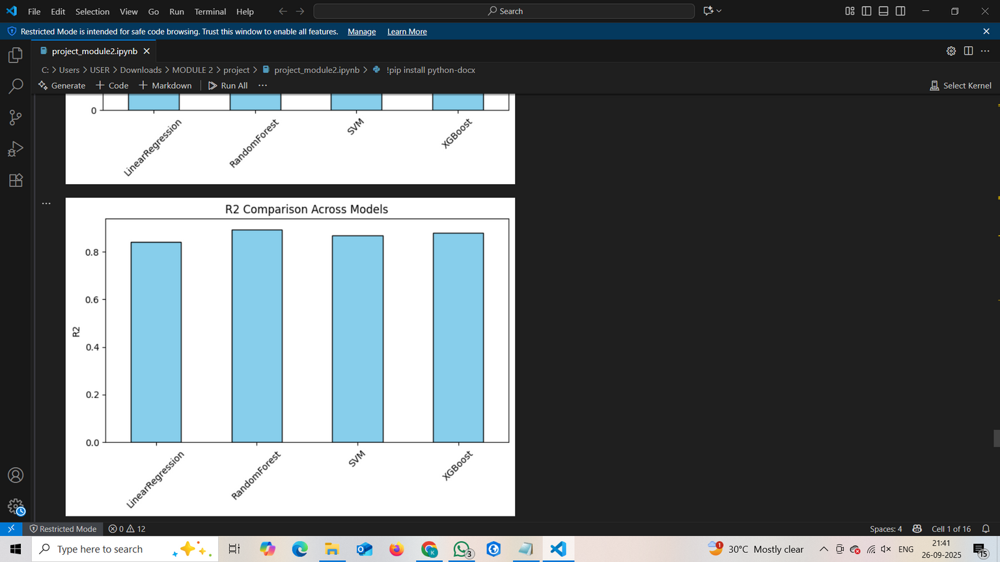 File Edit Selection View Go Run Terminal Help
Search
Restricted Mode is intended for safe code browsing. Trust this window to enable all features. Manage Learn More
project_module2.ipynb
C: > Users > USER > Downloads > MODULE 2 > project > project_module2.ipynb > !pip install python-docx
Generate + Code + Markdown Run All ...
Select Kernel
0
LinearRegression
RandomForest
SVM
XGBoost
R2 Comparison Across Models
R2
0.8
0.6
0.4
0.2
0.0
LinearRegression
RandomForest
SVM
XGBoost
Restricted Mode 0 12
Spaces: 4 Cell 1 of 16
Type here to search
3
1
30°C Mostly clear
ENG
21:41
26-09-2025
15